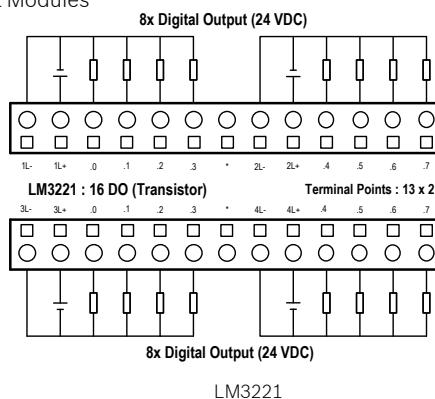 Modules
8x Digital Output (24 VDC)
1L- 1L+ .0 .1 .2 .3 * 2L- 2L+ .4 .5 .6 .7
LM3221 : 16 DO (Transistor) Terminal Points : 13 x 2
3L- 3L+ .0 .1 .2 .3 * 4L- 4L+ .4 .5 .6 .7
8x Digital Output (24 VDC)
LM3221